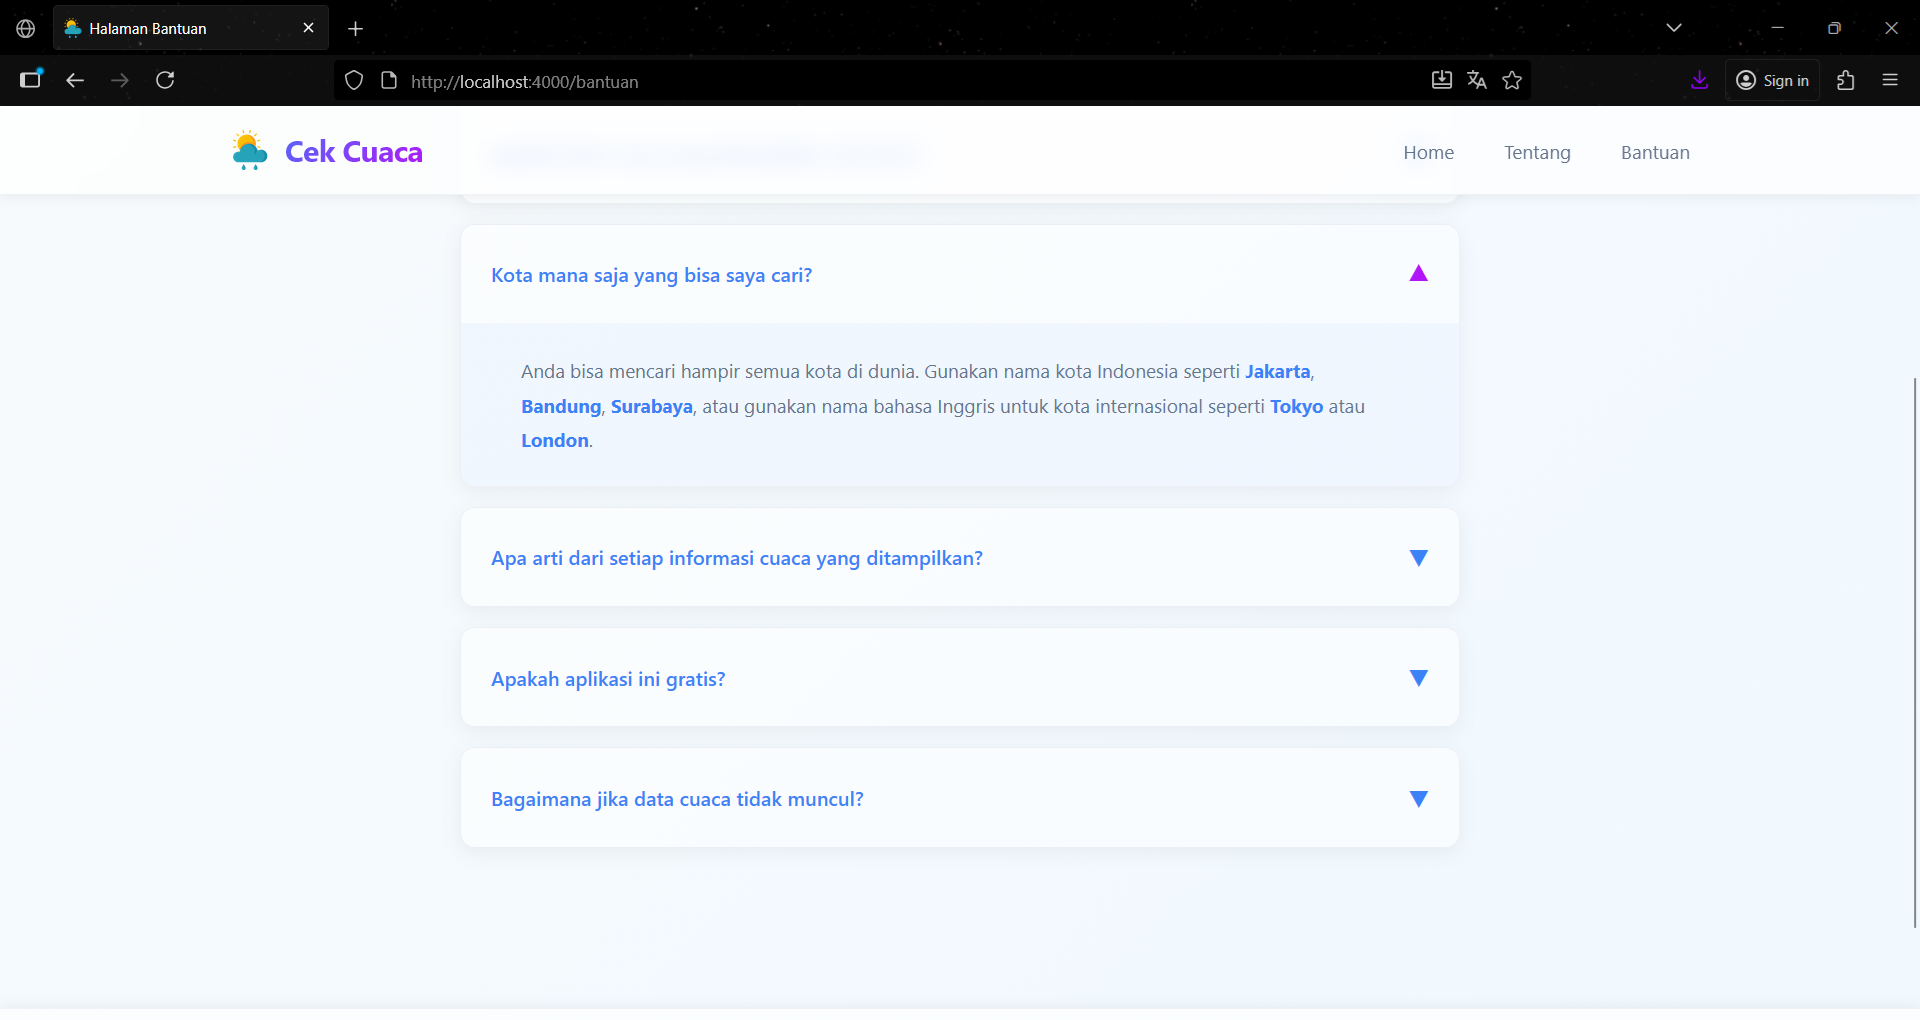 Halaman Bantuan
http://localhost:4000/bantuan
Sign in
Cek Cuaca
Home
Tentang
Bantuan
Kota mana saja yang bisa saya cari?
Anda bisa mencari hampir semua kota di dunia. Gunakan nama kota Indonesia seperti Jakarta,
Bandung, Surabaya, atau gunakan nama bahasa Inggris untuk kota internasional seperti Tokyo atau
London.
Apa arti dari setiap informasi cuaca yang ditampilkan?
Apakah aplikasi ini gratis?
Bagaimana jika data cuaca tidak muncul?